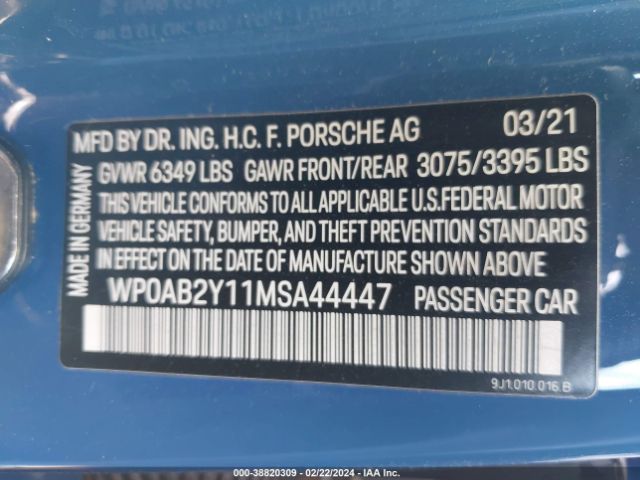 MFD BY DR. ING. H.C. F. PORSCHE AG 03/21
GVWR 6349 LBS GAWR FRONT/REAR 3075/3395 LBS
THIS VEHICLE CONFORMS TO ALL APPLICABLE U.S.FEDERAL MOTOR
VEHICLE SAFETY, BUMPER, AND THEFT PREVENTION STANDARDS
IN EFFECT ON THE DATE OF MANUFACTURE SHOWN ABOVE
WP0AB2Y11MSA44447 PASSENGER CAR
MADE IN GERMANY
9J1.010.016 B
000-38820309 - 02/22/2024 - IAA Inc.